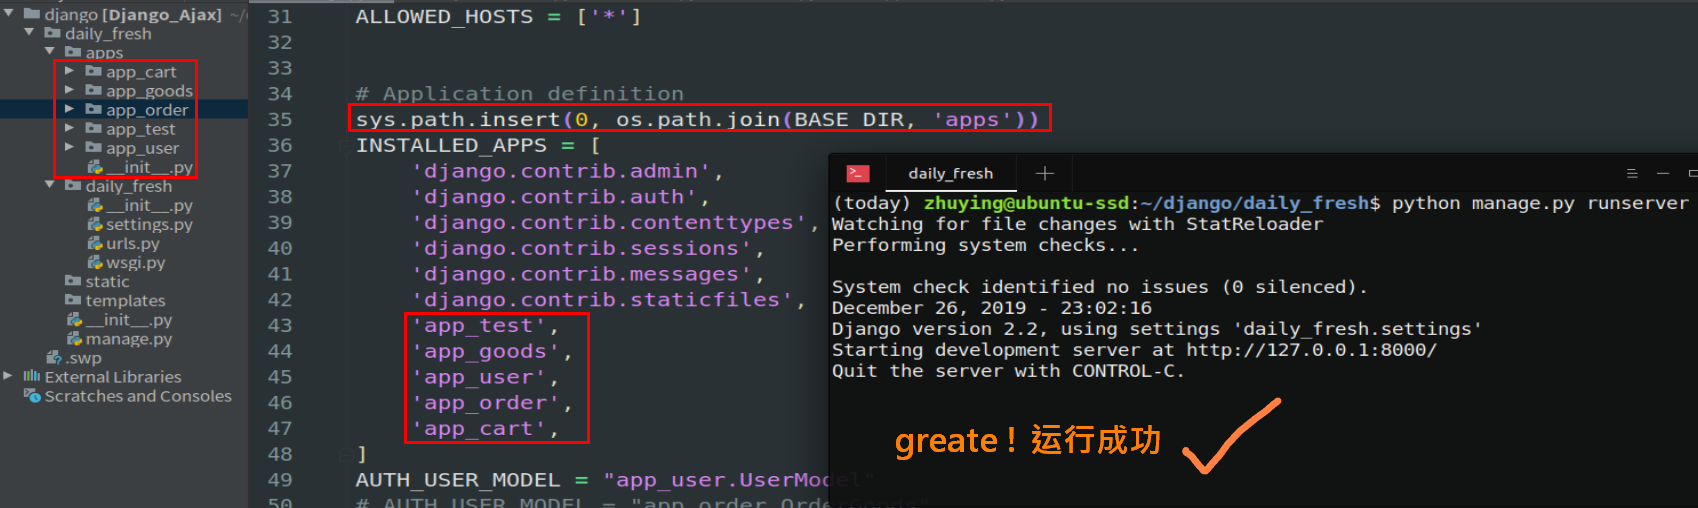 django [Django_Ajax] ~/
daily_fresh
apps
app_cart
app_goods
app_order
app_test
app_user
__init__.py
daily_fresh
__init__.py
settings.py
urls.py
wsgi.py
static
templates
__init__.py
manage.py
.swp
External Libraries
Scratches and Consoles
31 ALLOWED_HOSTS = ['*']
32
33
34 # Application definition
35 sys.path.insert(0, os.path.join(BASE_DIR, 'apps'))
36 INSTALLED_APPS = [
37 'django.contrib.admin',
38 'django.contrib.auth',
39 'django.contrib.contenttypes',
40 'django.contrib.sessions',
41 'django.contrib.messages',
42 'django.contrib.staticfiles',
43 'app_test',
44 'app_goods',
45 'app_user',
46 'app_order',
47 'app_cart',
48 ]
49 AUTH_USER_MODEL = "app_user.UserModel"
50 # AUTH_USER_MODEL = "app_order.OrderGoods"
daily_fresh
(today) zhuying@ubuntu-ssd:~/django/daily_fresh$ python manage.py runserver
Watching for file changes with StatReloader
Performing system checks...
System check identified no issues (0 silenced).
December 26, 2019 - 23:02:16
Django version 2.2, using settings 'daily_fresh.settings'
Starting development server at http://127.0.0.1:8000/
Quit the server with CONTROL-C.
greate！运行成功